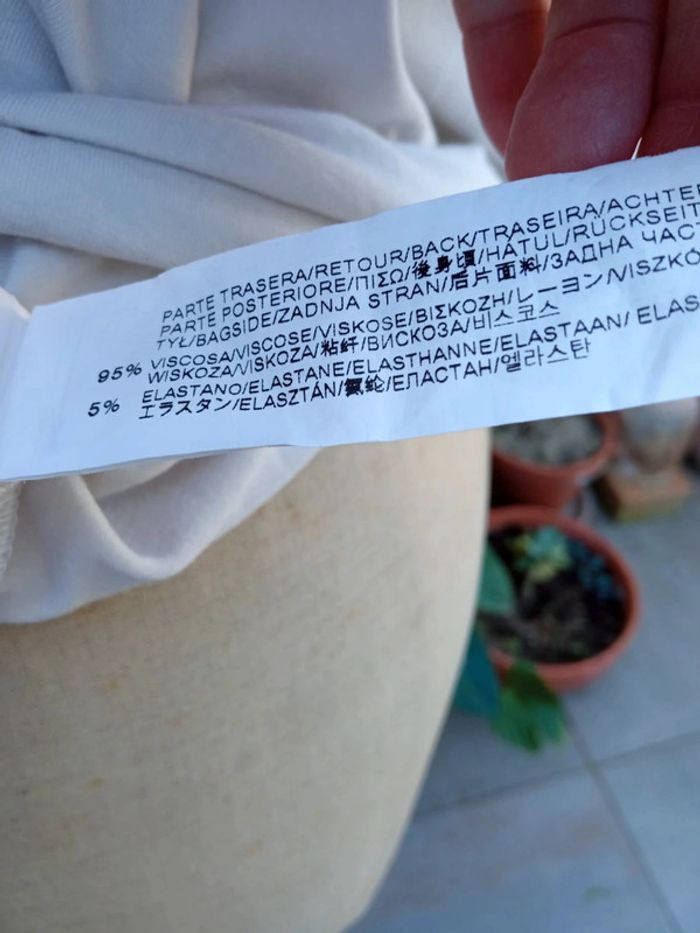 PARTE TRASERA/RETOUR/BACK/TRASEIRA/ACHTE
PARTE POSTERIORE/ΠΙΣΩ/後身頃/HÁTUL/RÜCKSEIT
TYŁ/BAGSIDE/ZADNJA STRAN/后片面料/ЗАДНА ЧАСТ
95% VISCOSA/VISCOSE/VISKOSE/ΒΙΣΚΟΖΗ/レーヨン/VISZKÓ
WISKOZA/VISKOZA/粘纤/ВИСКОЗА/비스코스
5% ELASTANO/ELASTANE/ELASTHANNE/ELASTAAN/ ELAS
エラスタン/ELASZTÁN/氨纶/ЕЛАСТАН/엘라스탄